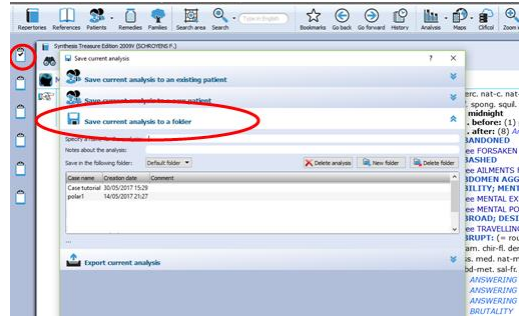 Repertories References Patients Remedies Families Search area Search Type in English Bookmarks Go back Go forward History Analysis Maps Clificol Zoom
Synthesis Treasure Edition 2009V (SCHROYENS F.)
Save current analysis ? X
Save current analysis to an existing patient
Save current analysis to a new patient
Save current analysis to a folder
Notes about the analysis:
Save in the following folder: Default folder Delete analysis New folder Delete folder
Case name Creation date Comment
Case tutorial 30/05/2017 15:29
polar1 14/05/2017 21:27
...
Export current analysis
erc. nat-c. nat-
spong. squil.
midnight
. before: (1)
. after: (8)
BANDONED
ee FORSAKEN
BASHED
ee AILMENTS F
BDOMEN AGG
BILITY; MENT
ee MENTAL EX
ee MENTAL PO
BROAD; DESI
ee TRAVELLIN
BRUPT: (= rou
am. chir-fl. der
ss. med. nat-m
bd-met. sal-fr.
ANSWERING
ANSWERING
ANSWERING
BRUTALITY